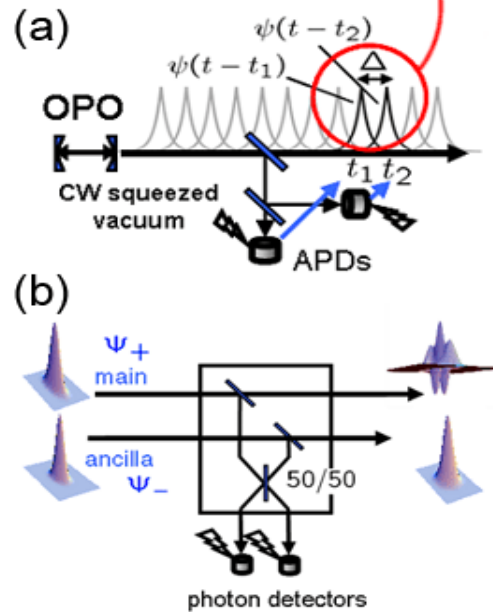 (a)
ψ(t − t₂)
ψ(t − t₁)
Δ
OPO
CW squeezed
vacuum
t₁ t₂
APDs
(b)
Ψ₊
main
ancilla
Ψ₋
50/50
photon detectors